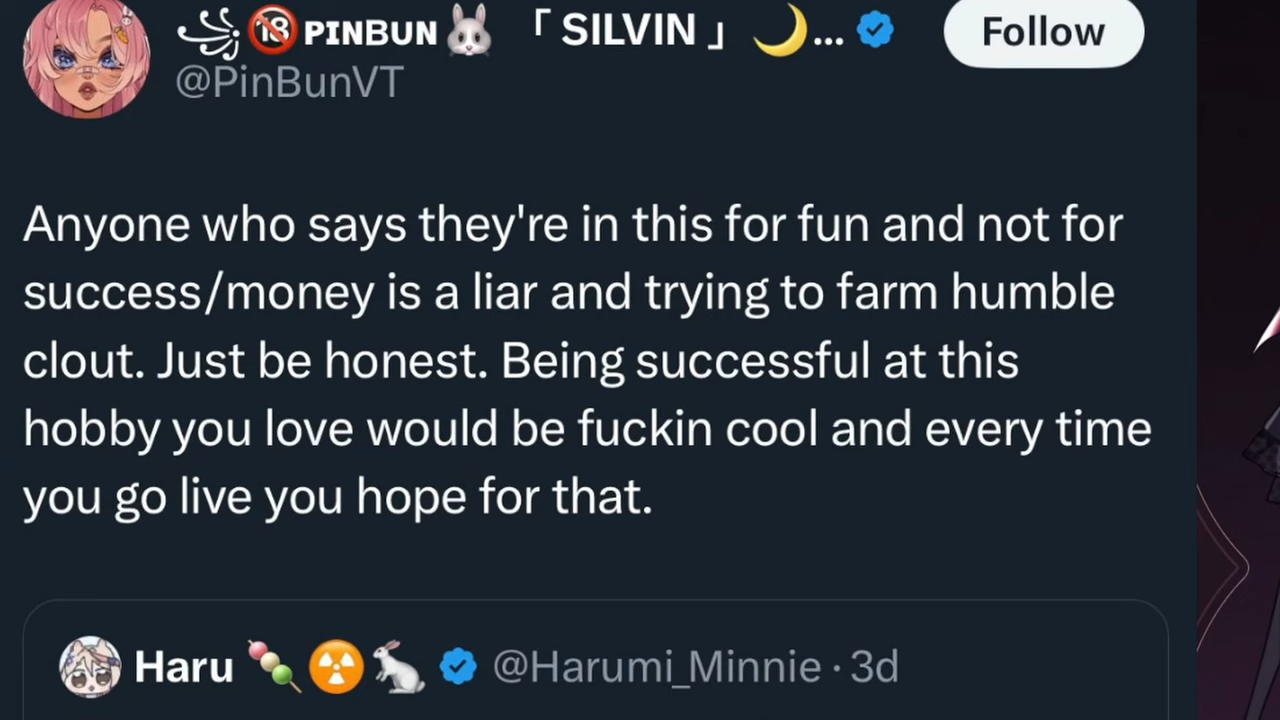 PINBUN 「 SILVIN 」 ...
Follow
@PinBunVT
Anyone who says they're in this for fun and not for
success/money is a liar and trying to farm humble
clout. Just be honest. Being successful at this
hobby you love would be fuckin cool and every time
you go live you hope for that.
Haru @Harumi_Minnie · 3d